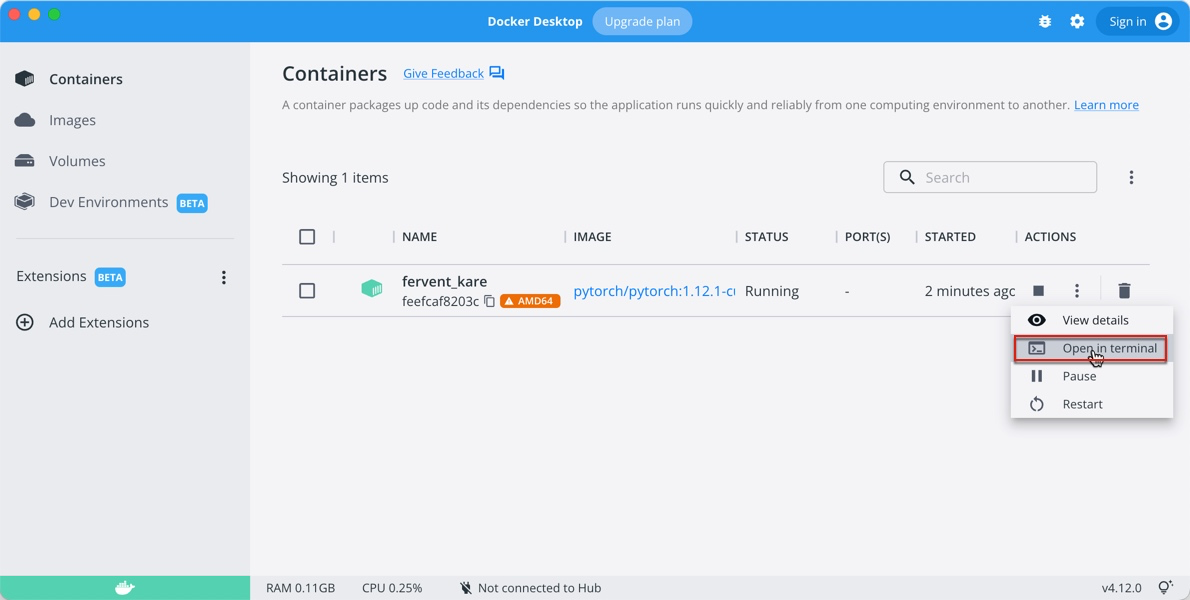 Docker Desktop Upgrade plan Sign in
Containers
Images
Volumes
Dev Environments BETA
Extensions BETA
Add Extensions
Containers Give Feedback
A container packages up code and its dependencies so the application runs quickly and reliably from one computing environment to another. Learn more
Showing 1 items
Search
NAME IMAGE STATUS PORT(S) STARTED ACTIONS
fervent_kare
feefcaf8203c AMD64
pytorch/pytorch:1.12.1-cu Running - 2 minutes ago
View details
Open in terminal
Pause
Restart
RAM 0.11GB CPU 0.25% Not connected to Hub v4.12.0